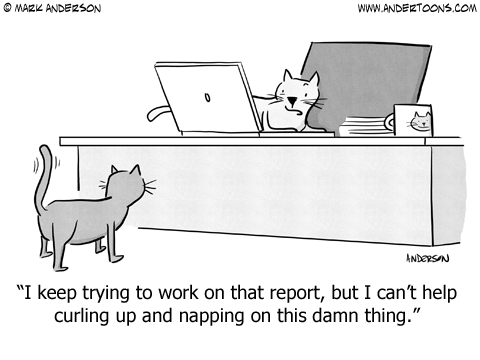 © MARK ANDERSON
WWW.ANDERTOONS.COM
ANDERSON
“I keep trying to work on that report, but I can’t help
curling up and napping on this damn thing.”